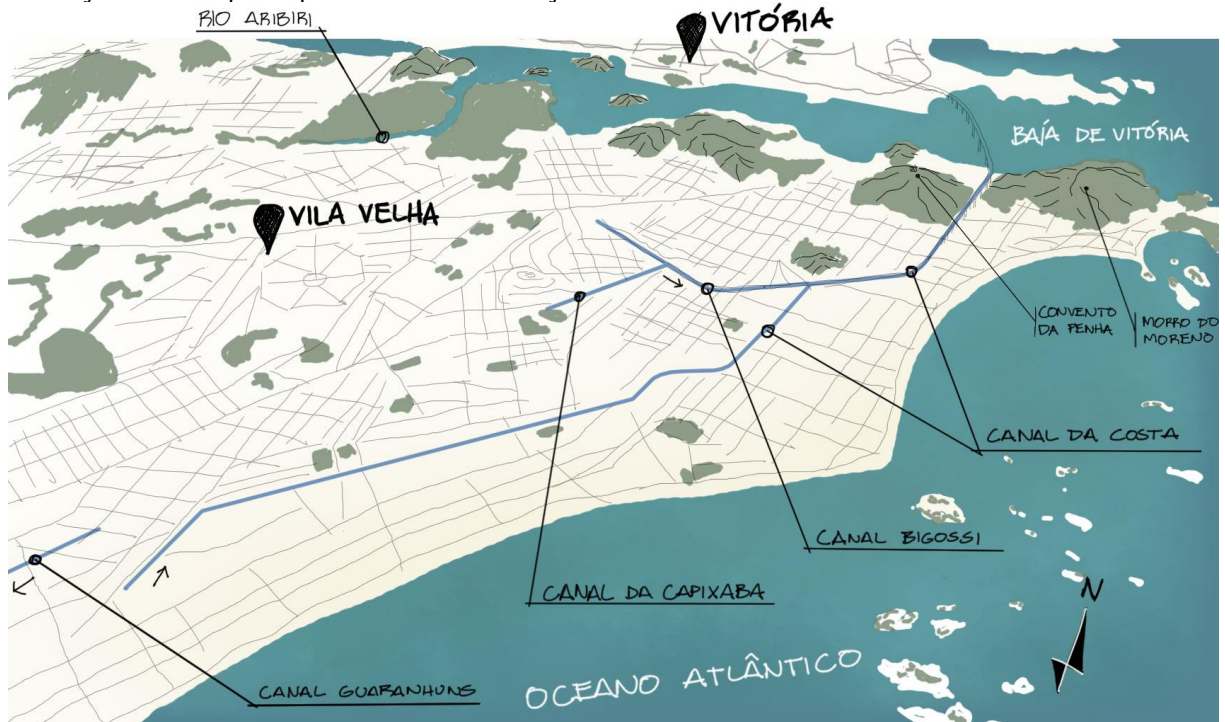 RIO ARIBIRI
VITÓRIA
BAÍA DE VITÓRIA
VILA VELHA
CONVENTO
DA PENHA
MORRO DO
MORENO
CANAL DA COSTA
CANAL BIGOSSI
CANAL DA CAPIXABA
N
OCEANO ATLÂNTICO
CANAL GUARANHUNS